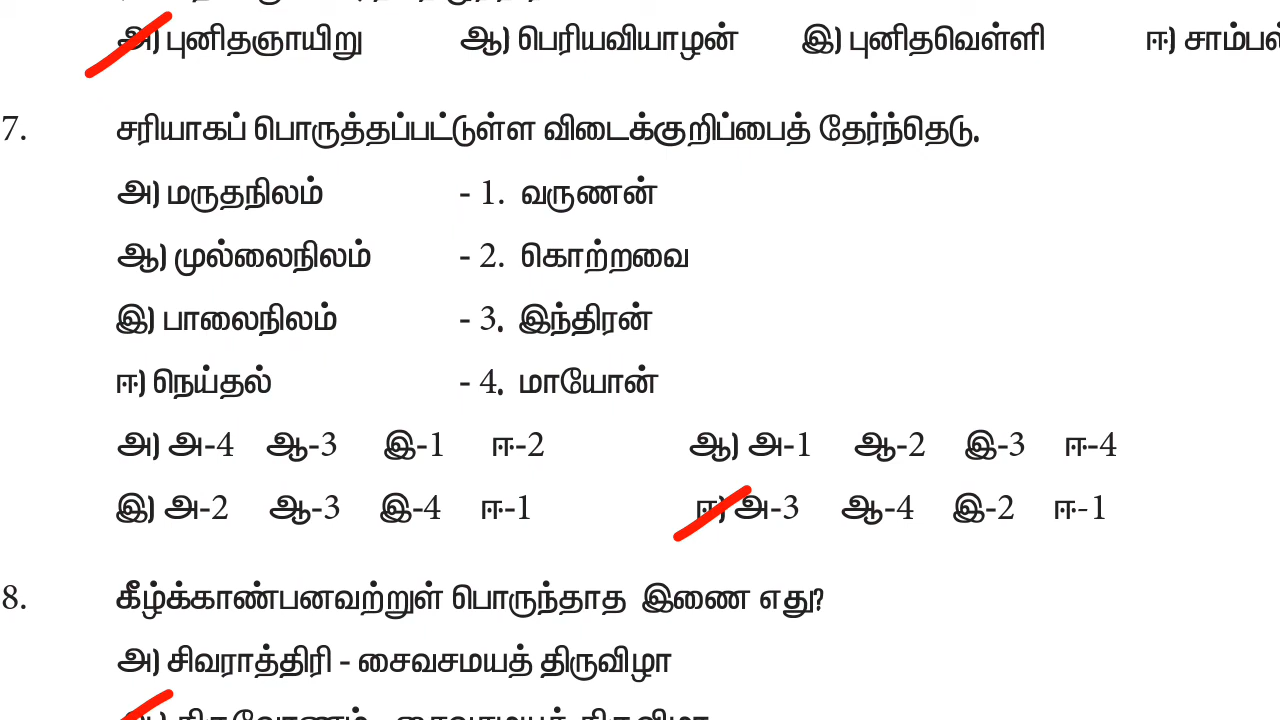 அ) புனிதஞாயிறு ஆ) பெரியவியாழன் இ) புனிதவெள்ளி ஈ)
7. சரியாகப் பொருத்தப்பட்டுள்ள விடைக்குறிப்பைத் தேர்ந்தெடு.
அ) மருதநிலம் - 1. வருணன்
ஆ) முல்லைநிலம் - 2. கொற்றவை
இ) பாலைநிலம் - 3. இந்திரன்
ஈ) நெய்தல் - 4. மாயோன்
அ) அ-4 ஆ-3 இ-1 ஈ-2 ஆ) அ-1 ஆ-2 இ-3 ஈ-4
இ) அ-2 ஆ-3 இ-4 ஈ-1 ஈ) அ-3 ஆ-4 இ-2 ஈ-1
8. கீழ்க்காண்பனவற்றுள் பொருந்தாத இணை எது?
அ) சிவராத்திரி - சைவசமயத் திருவிழா
ஆ) திருவோணம் - சைவசமயத் திருவிழா